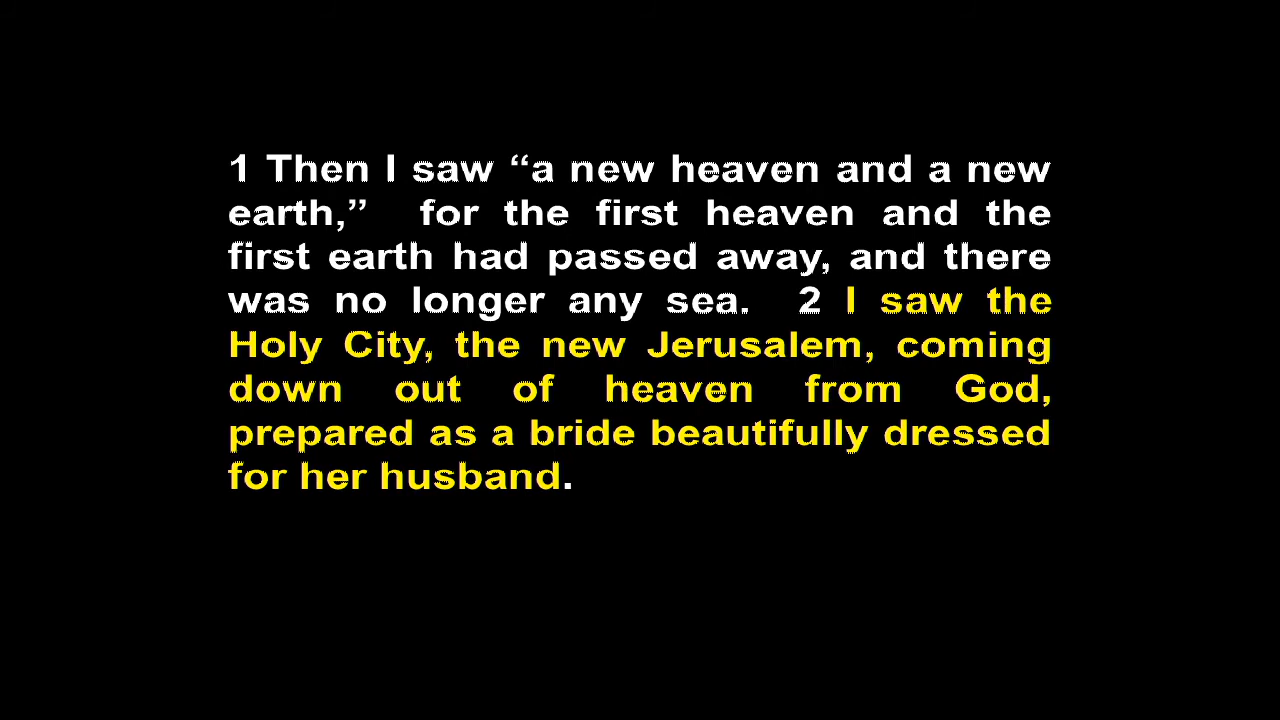 1 Then I saw “a new heaven and a new
earth,” for the first heaven and the
first earth had passed away, and there
was no longer any sea. 2 I saw the
Holy City, the new Jerusalem, coming
down out of heaven from God,
prepared as a bride beautifully dressed
for her husband.